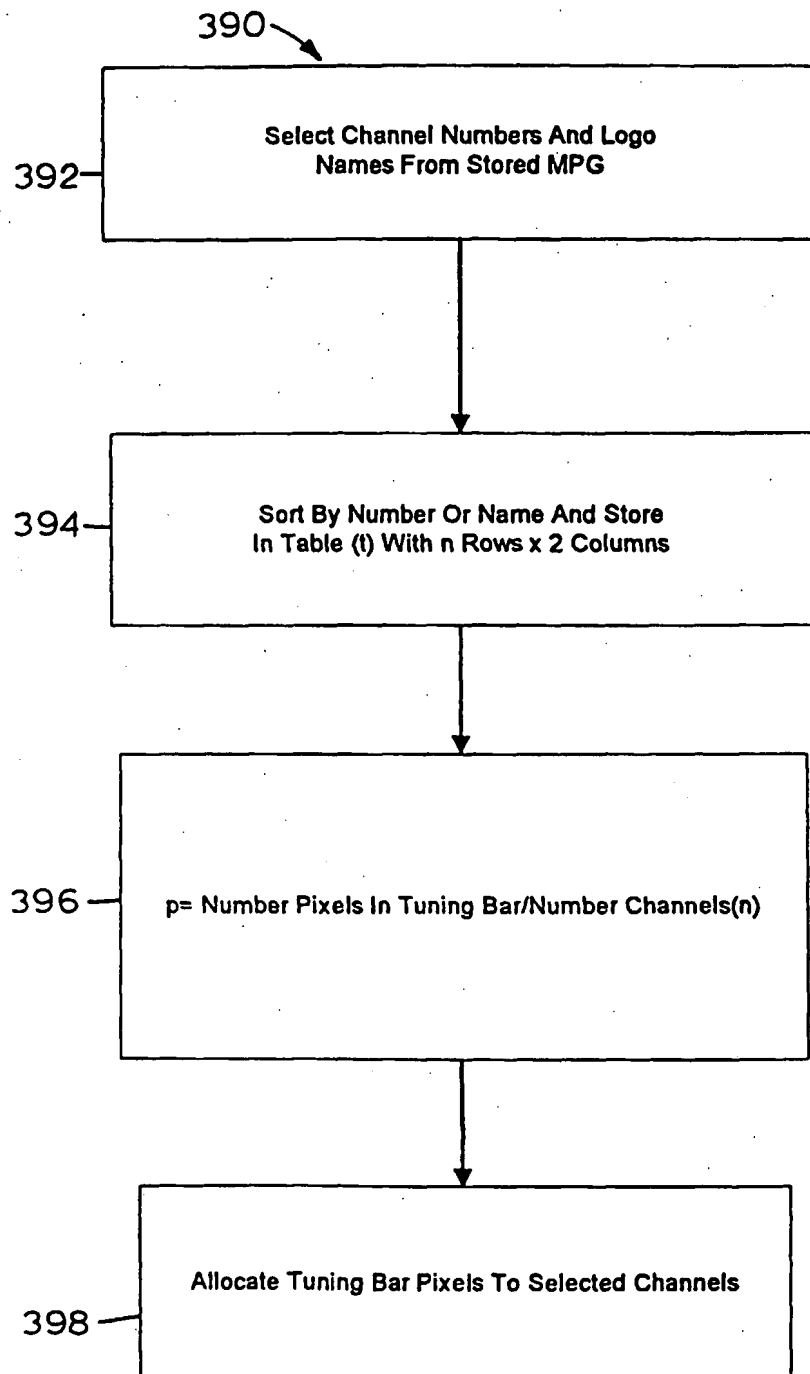 390
Select Channel Numbers And Logo
Names From Stored MPG
392
Sort By Number Or Name And Store
In Table (t) With n Rows x 2 Columns
394
p= Number Pixels In Tuning Bar/Number Channels(n)
396
Allocate Tuning Bar Pixels To Selected Channels
398